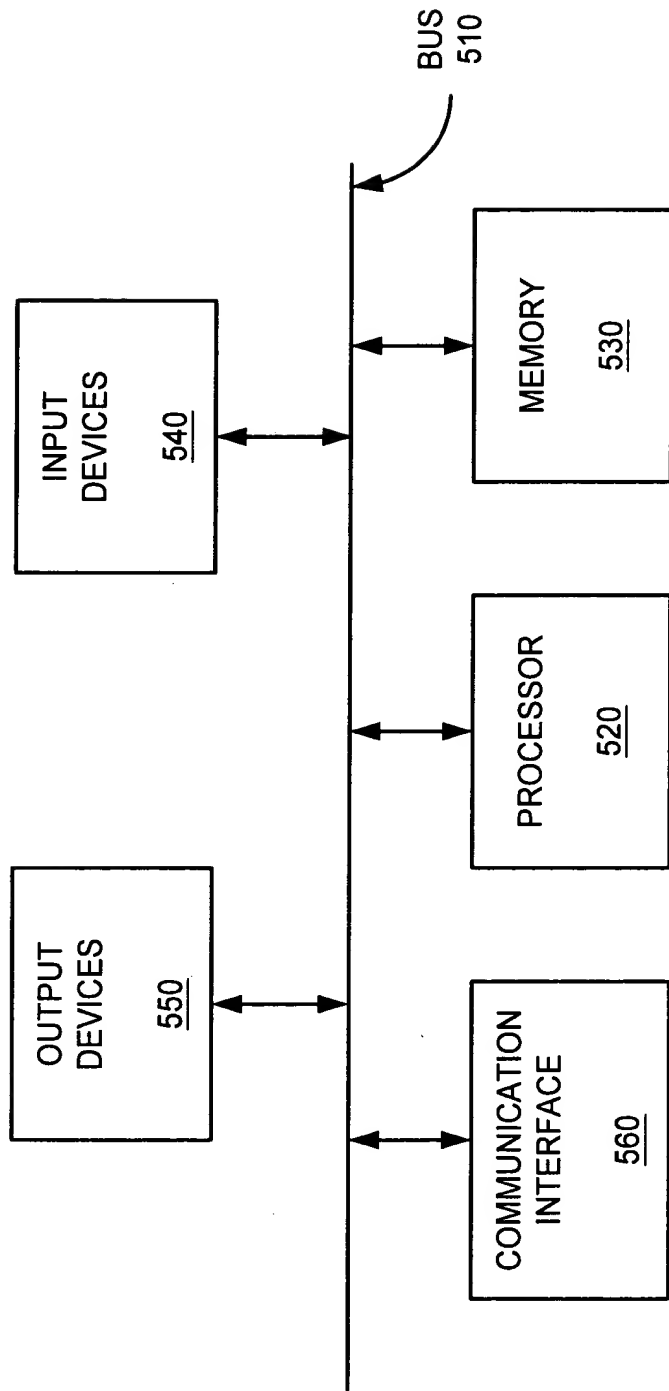 OUTPUT
DEVICES
550
INPUT
DEVICES
540
BUS
510
COMMUNICATION
INTERFACE
560
PROCESSOR
520
MEMORY
530